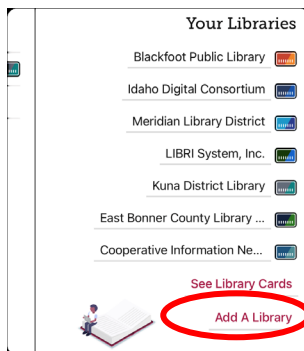 Your Libraries
Blackfoot Public Library
Idaho Digital Consortium
Meridian Library District
LIBRI System, Inc.
Kuna District Library
East Bonner County Library ...
Cooperative Information Ne...
See Library Cards
Add A Library